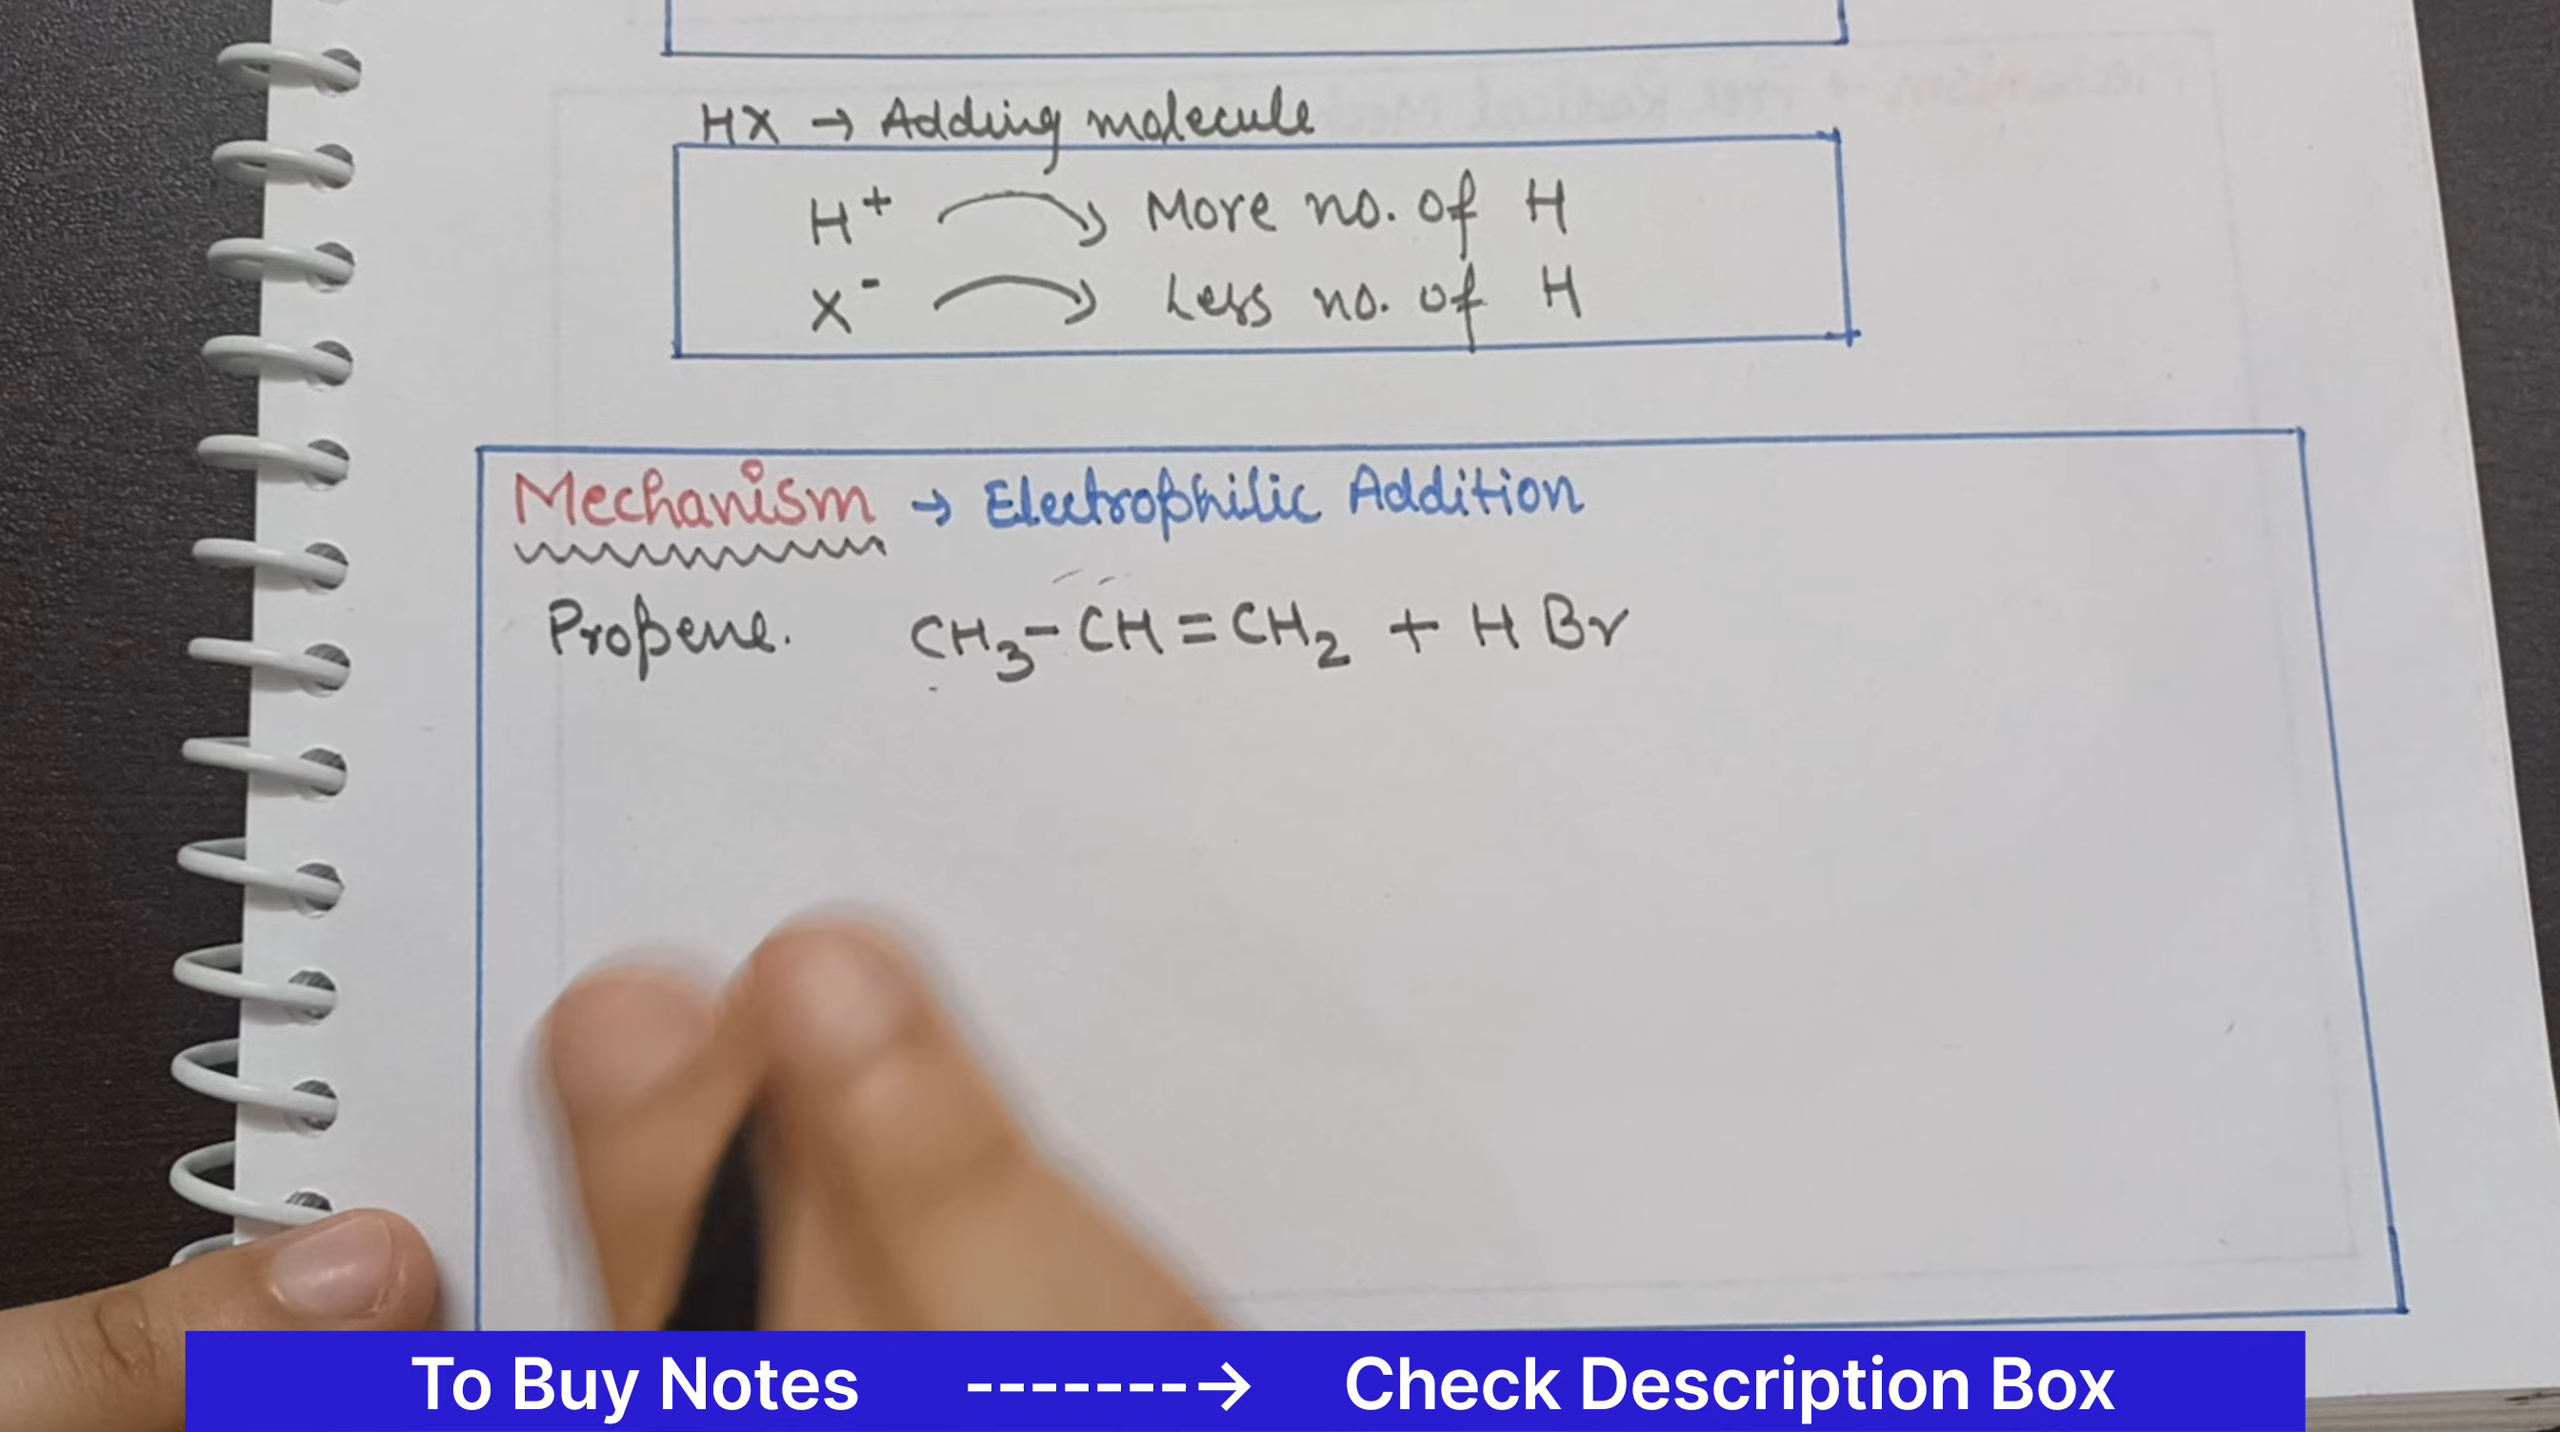 HX → Adding molecule
H⁺ → More no. of H
X⁻ → Less no. of H
Mechanism → Electrophilic Addition
Propene. CH₃-CH=CH₂ + H Br
To Buy Notes -------→ Check Description Box